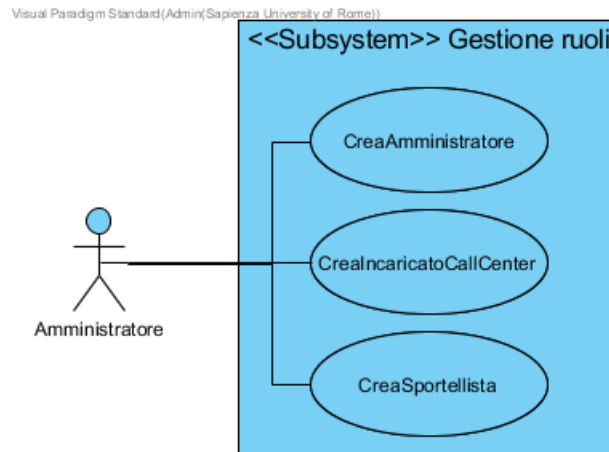 Visual Paradigm Standard(Admin(Sapienza University of Rome))
<<Subsystem>> Gestione ruoli
CreaAmministratore
CreaIncaricatoCallCenter
Amministratore
CreaSportellista